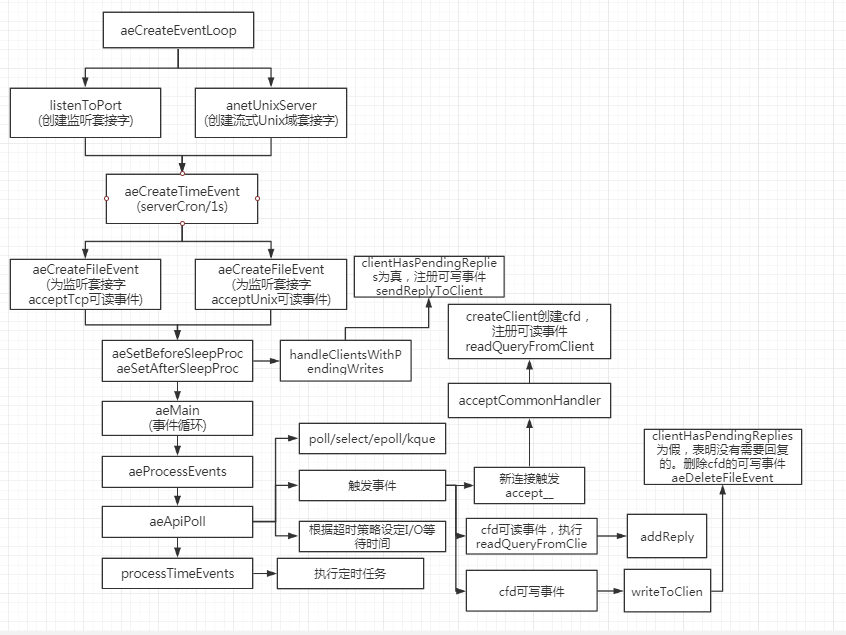 aeCreateEventLoop
listenToPort
(创建监听套接字)
anetUnixServer
(创建流式Unix域套接字)
aeCreateTimeEvent
(serverCron/1s)
aeCreateFileEvent
(为监听套接字
acceptTcp可读事件)
aeCreateFileEvent
(为监听套接字
acceptUnix可读事件)
clientHasPendingReplie
s为真，注册可写事件
sendReplyToClient
createClient创建cfd，
注册可读事件
readQueryFromClient
aeSetBeforeSleepProc
aeSetAfterSleepProc
handleClientsWithP
endingWrites
acceptCommonHandler
aeMain
(事件循环)
poll/select/epoll/kque
clientHasPendingReplies
为假，表明没有需要回复
的。删除cfd的可写事件
aeDeleteFileEvent
aeProcessEvents
触发事件
新连接触发
accept__
aeApiPoll
根据超时策略设定I/O等
待时间
cfd可读事件，执行
readQueryFromClie
addReply
processTimeEvents
执行定时任务
cfd可写事件
writeToClien